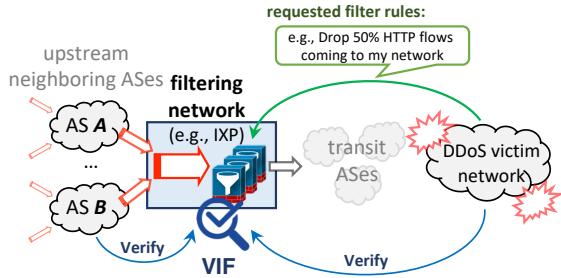 requested filter rules:
e.g., Drop 50% HTTP flows
coming to my network
upstream
neighboring ASes
filtering
network
(e.g., IXP)
AS A
...
AS B
transit
ASes
DDoS victim
network
Verify
VIF
Verify